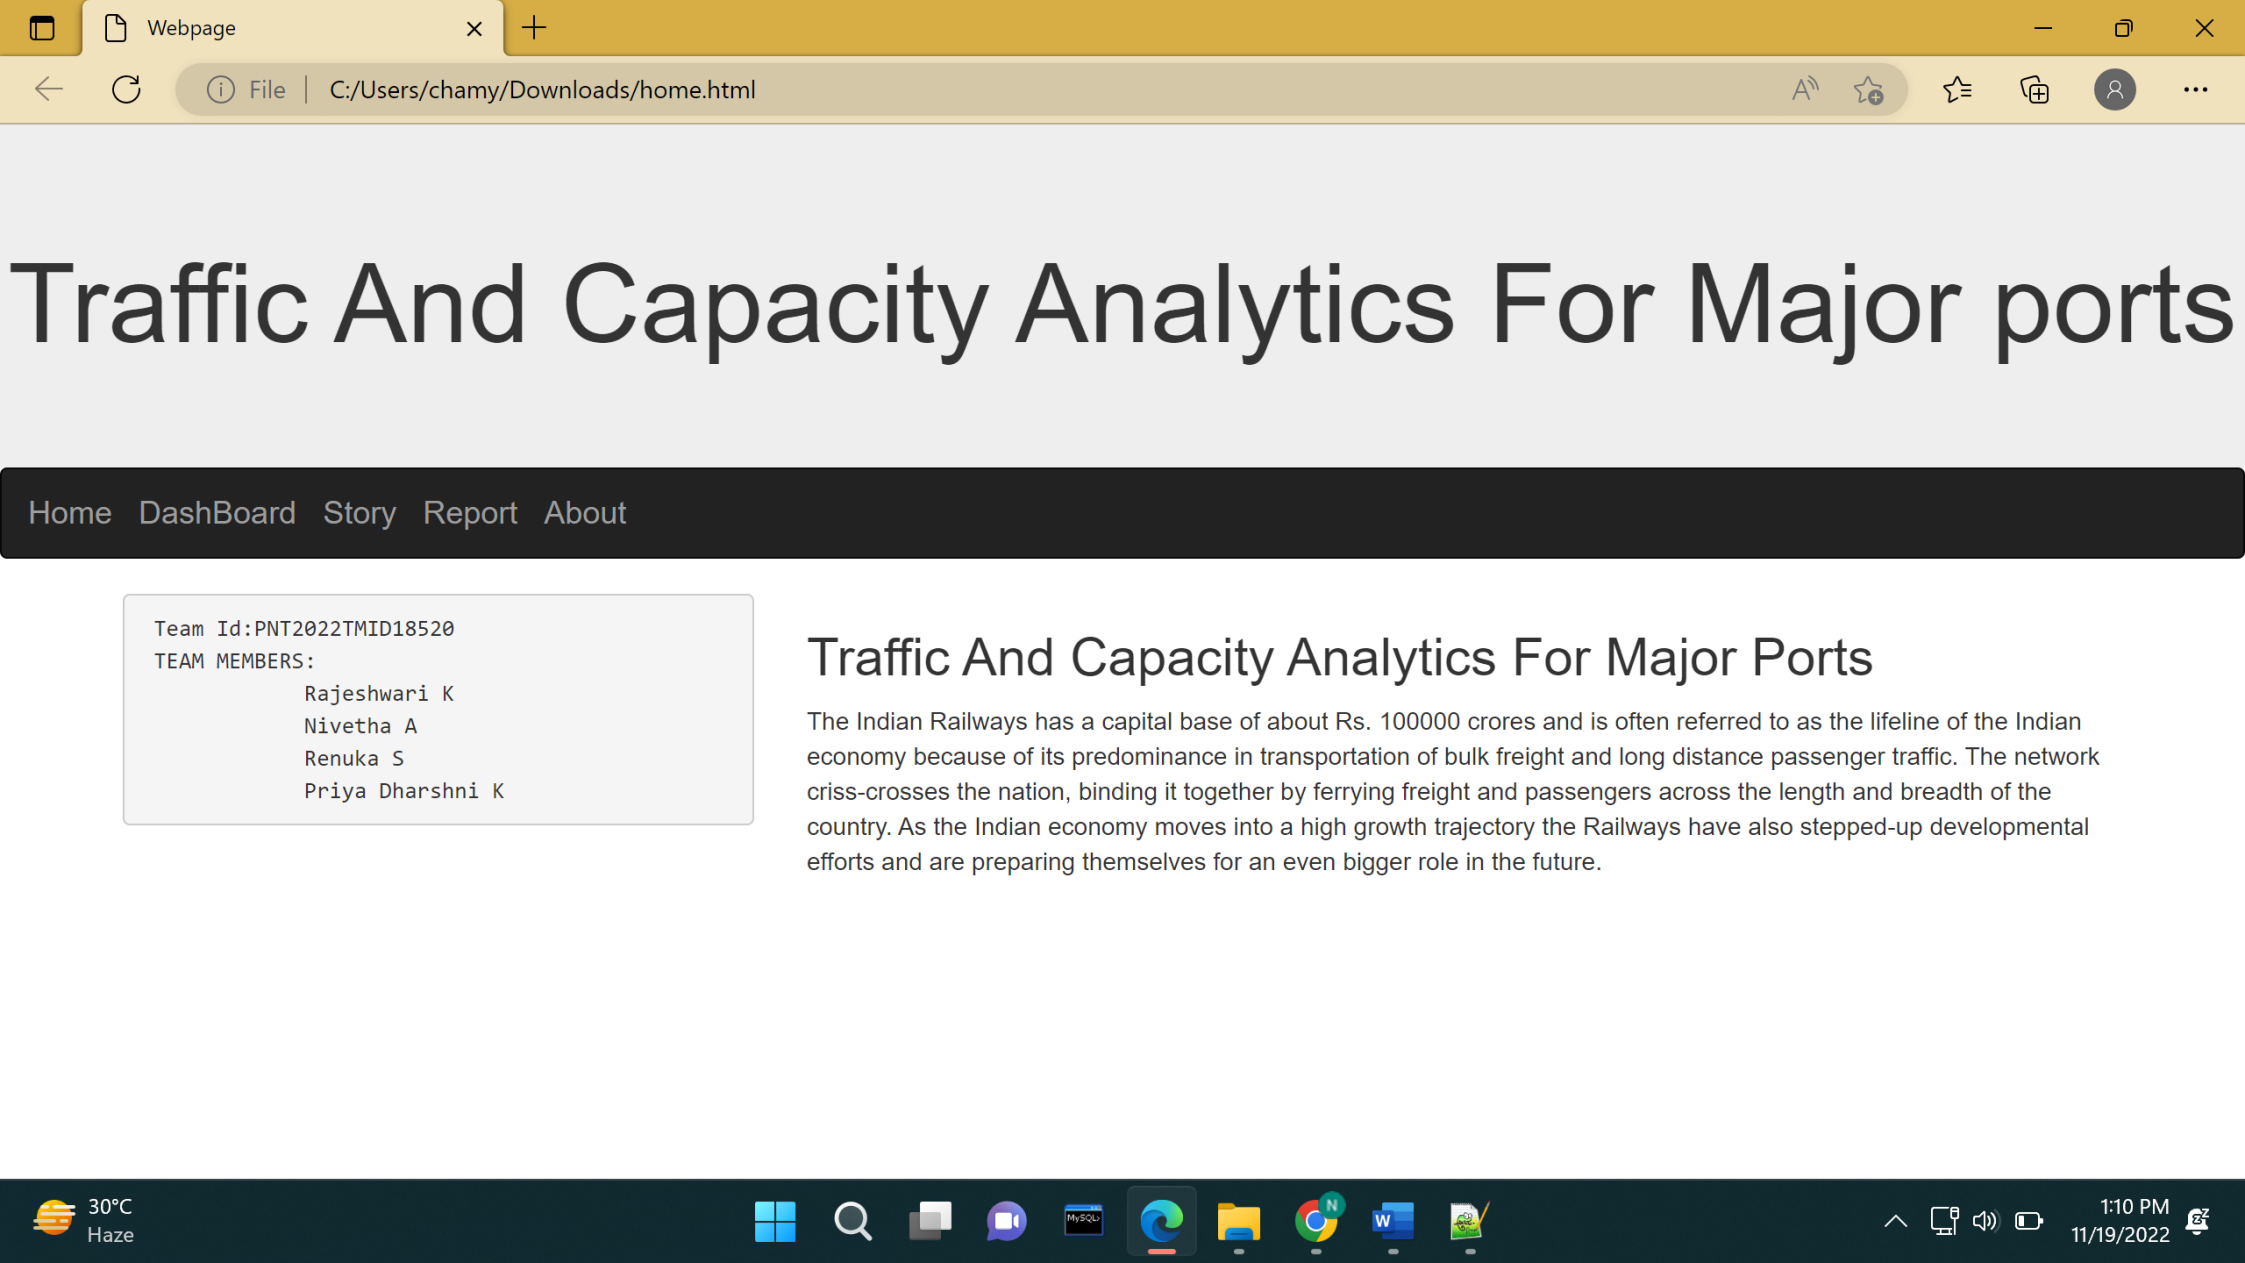 Webpage
File
C:/Users/chamy/Downloads/home.html
Traffic And Capacity Analytics For Major ports
Home DashBoard Story Report About
Team Id:PNT2022TMID18520
TEAM MEMBERS:
Rajeshwari K
Nivetha A
Renuka S
Priya Dharshni K
Traffic And Capacity Analytics For Major Ports
The Indian Railways has a capital base of about Rs. 100000 crores and is often referred to as the lifeline of the Indian
economy because of its predominance in transportation of bulk freight and long distance passenger traffic. The network
criss-crosses the nation, binding it together by ferrying freight and passengers across the length and breadth of the
country. As the Indian economy moves into a high growth trajectory the Railways have also stepped-up developmental
efforts and are preparing themselves for an even bigger role in the future.
30°C
Haze
MySQL>
N
W
1:10 PM
11/19/2022